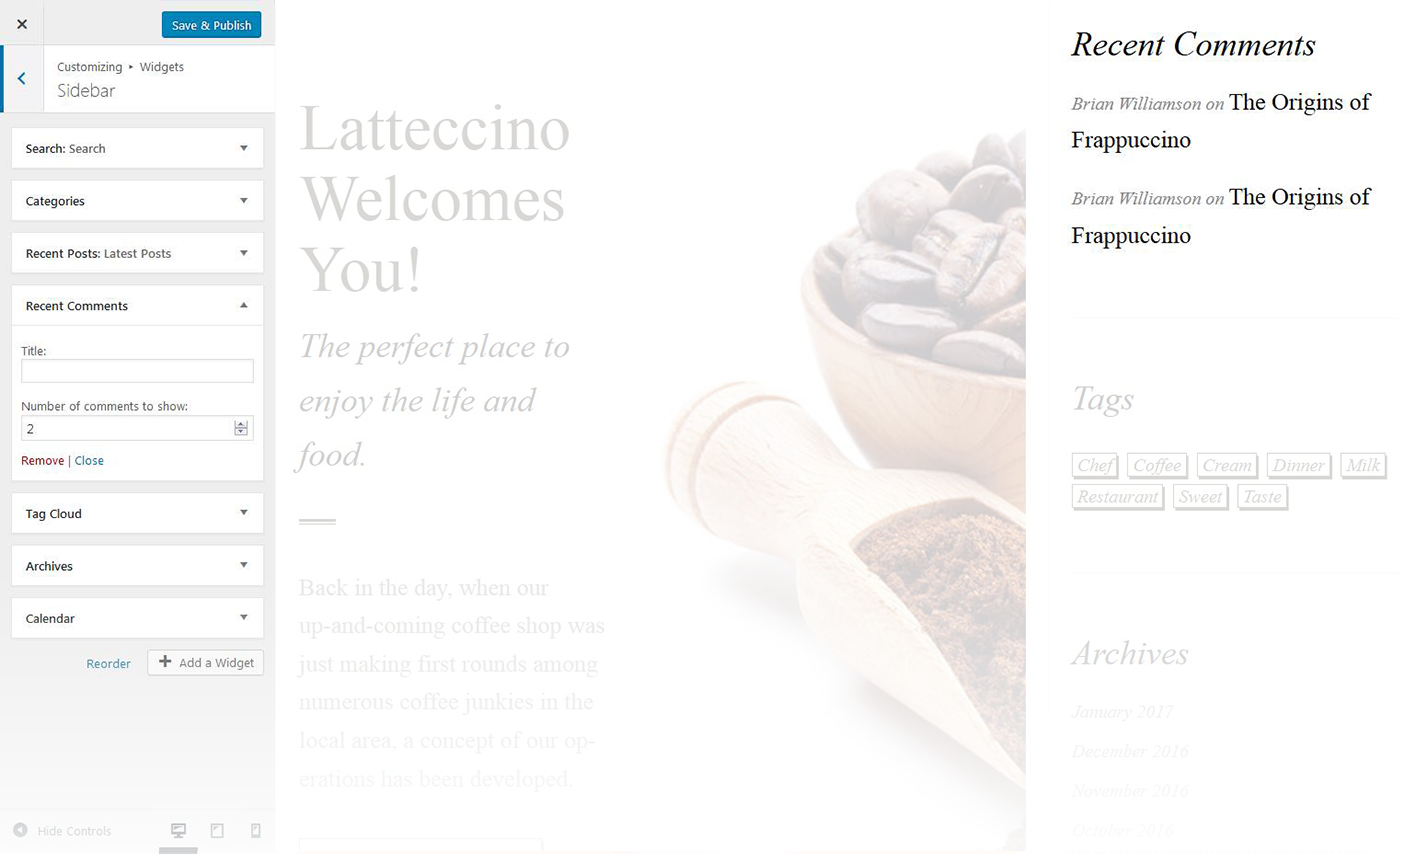 ×
Save & Publish
Customizing ▸ Widgets
Sidebar
Search: Search
Categories
Recent Posts: Latest Posts
Recent Comments
Title:
Number of comments to show:
2
Remove | Close
Tag Cloud
Archives
Calendar
Reorder
Add a Widget
Hide Controls
Latteccino
Welcomes
You!
The perfect place to
enjoy the life and
food.
Back in the day, when our
up-and-coming coffee shop was
just making first rounds among
numerous coffee junkies in the
local area, a concept of our op-
erations has been developed.
Recent Comments
Brian Williamson on The Origins of
Frappuccino
Brian Williamson on The Origins of
Frappuccino
Tags
Chef Coffee Cream Dinner Milk
Restaurant Sweet Taste
Archives
January 2017
December 2016
November 2016
October 2016